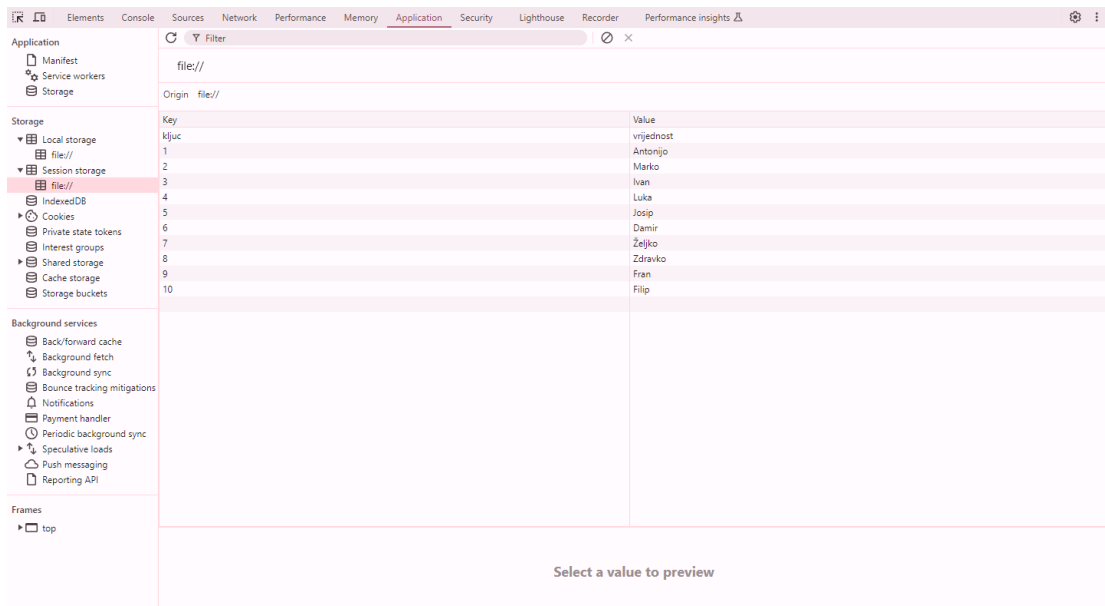 Elements Console Sources Network Performance Memory Application Security Lighthouse Recorder Performance insights
Application
Manifest
Service workers
Storage
Storage
Local storage
file://
Session storage
file://
IndexedDB
Cookies
Private state tokens
Interest groups
Shared storage
Cache storage
Storage buckets
Background services
Back/forward cache
Background fetch
Background sync
Bounce tracking mitigations
Notifications
Payment handler
Periodic background sync
Speculative loads
Push messaging
Reporting API
Frames
top
Filter
file://
Origin file://
Key Value
kljuc vrijednost
1 Antonijo
2 Marko
3 Ivan
4 Luka
5 Josip
6 Damir
7 Željko
8 Zdravko
9 Fran
10 Filip
Select a value to preview